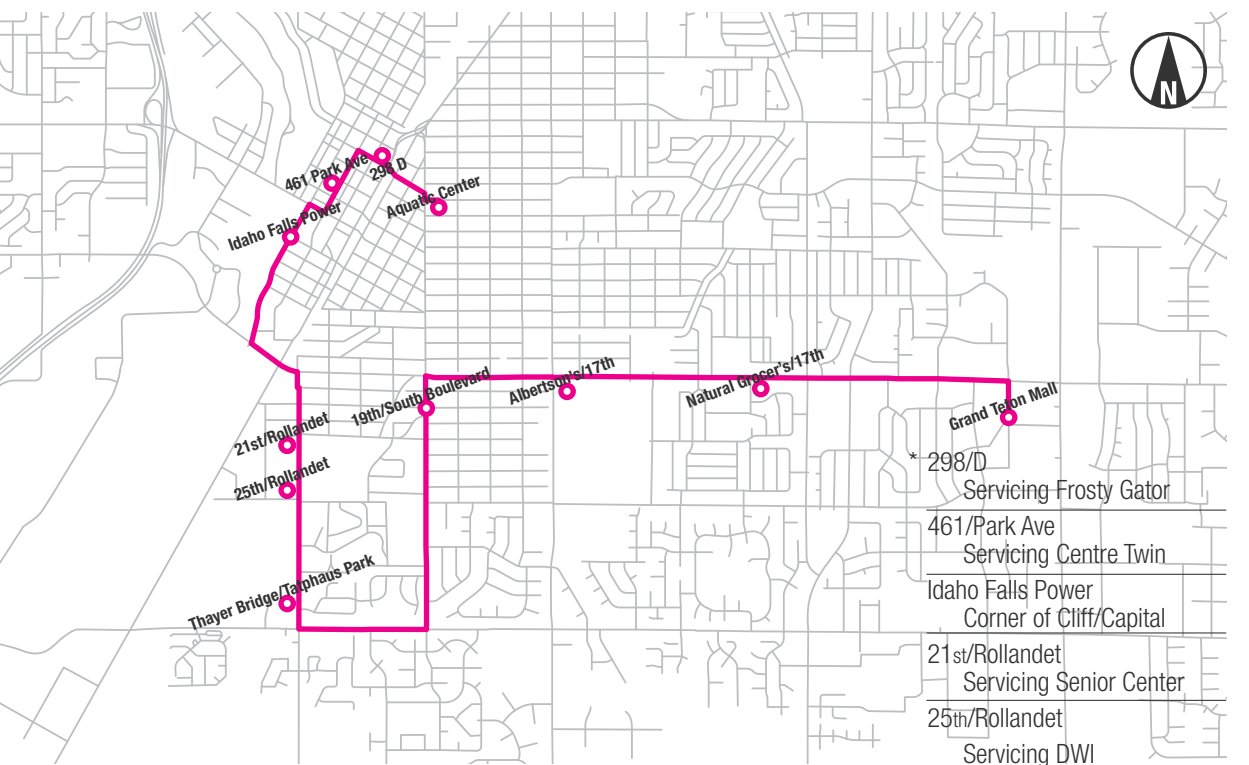 N
461 Park Ave
298 D
Aquatic Center
Idaho Falls Power
19th/South Boulevard
Albertson's/17th
Natural Grocer's/17th
Grand Teton Mall
21st/Rollandet
25th/Rollandet
Thayer Bridge/Tatphaus Park
* 298/D
Servicing Frosty Gator
461/Park Ave
Servicing Centre Twin
Idaho Falls Power
Corner of Cliff/Capital
21st/Rollandet
Servicing Senior Center
25th/Rollandet
Servicing DWI